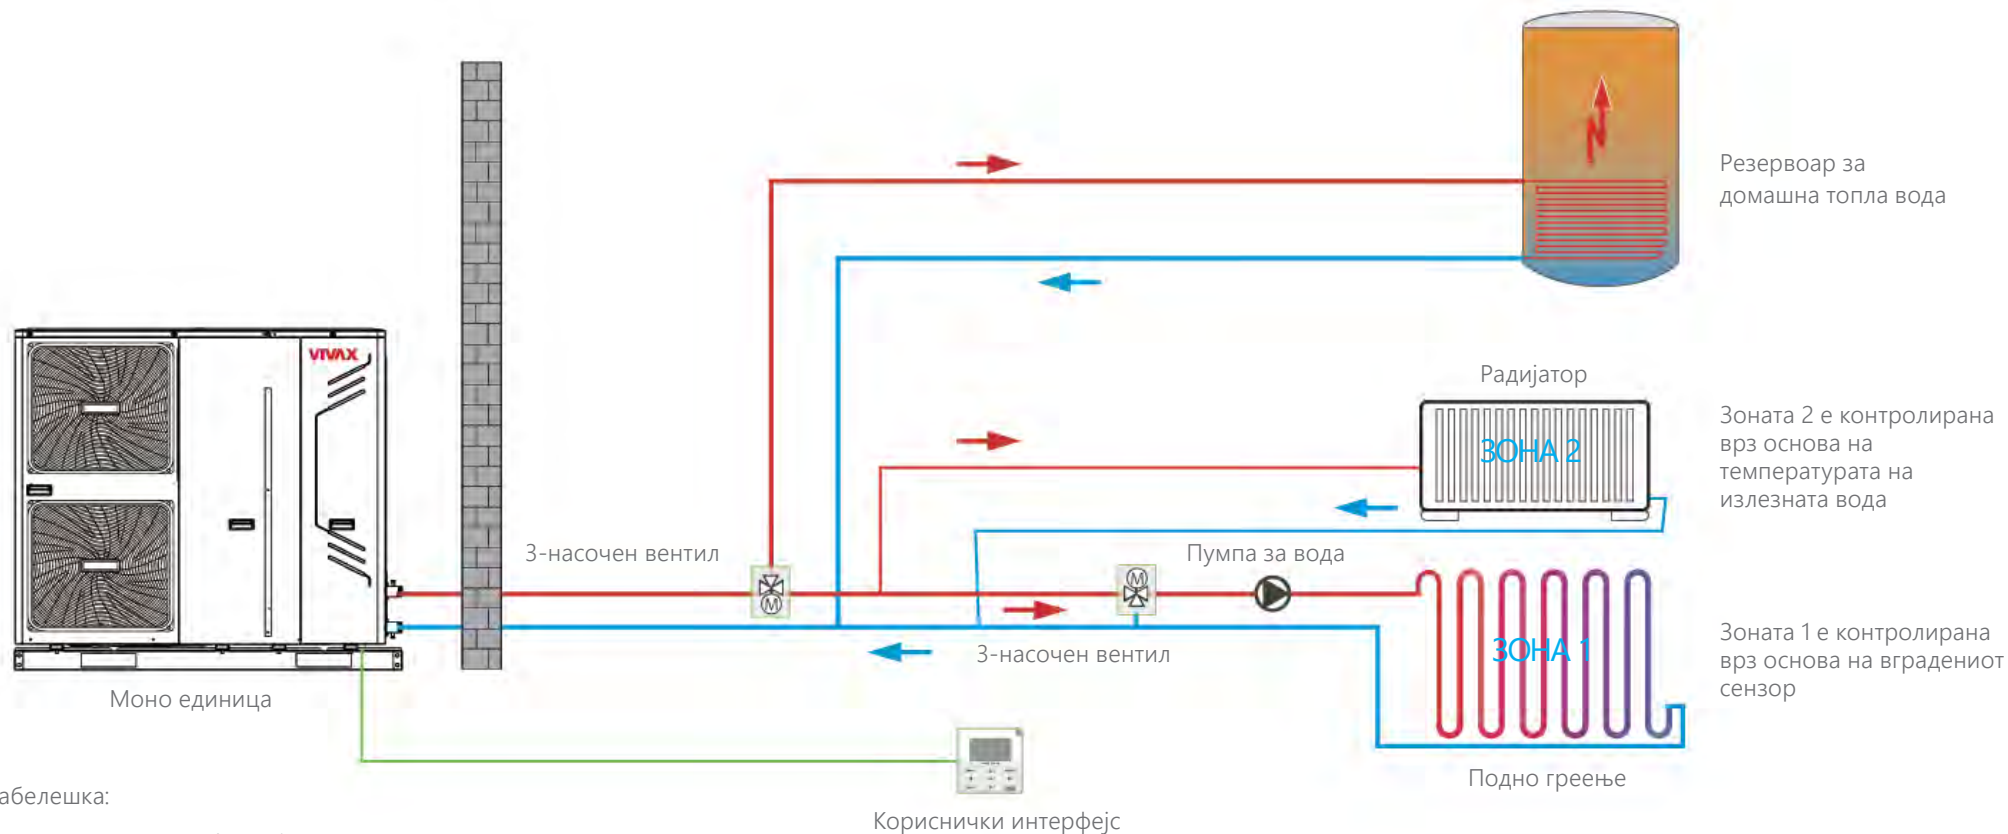 Резервоар за
домашна топла вода
VIVAX
Радијатор
ЗОНА 2
Зоната 2 е контролирана
врз основа на
температурата на
излезната вода
3-насочен вентил
Пумпа за вода
M
M
3-насочен вентил
ЗОНА 1
Зоната 1 е контролирана
врз основа на вградениот
сензор
Моно единица
Подно греење
абелешка:
Кориснички интерфејс